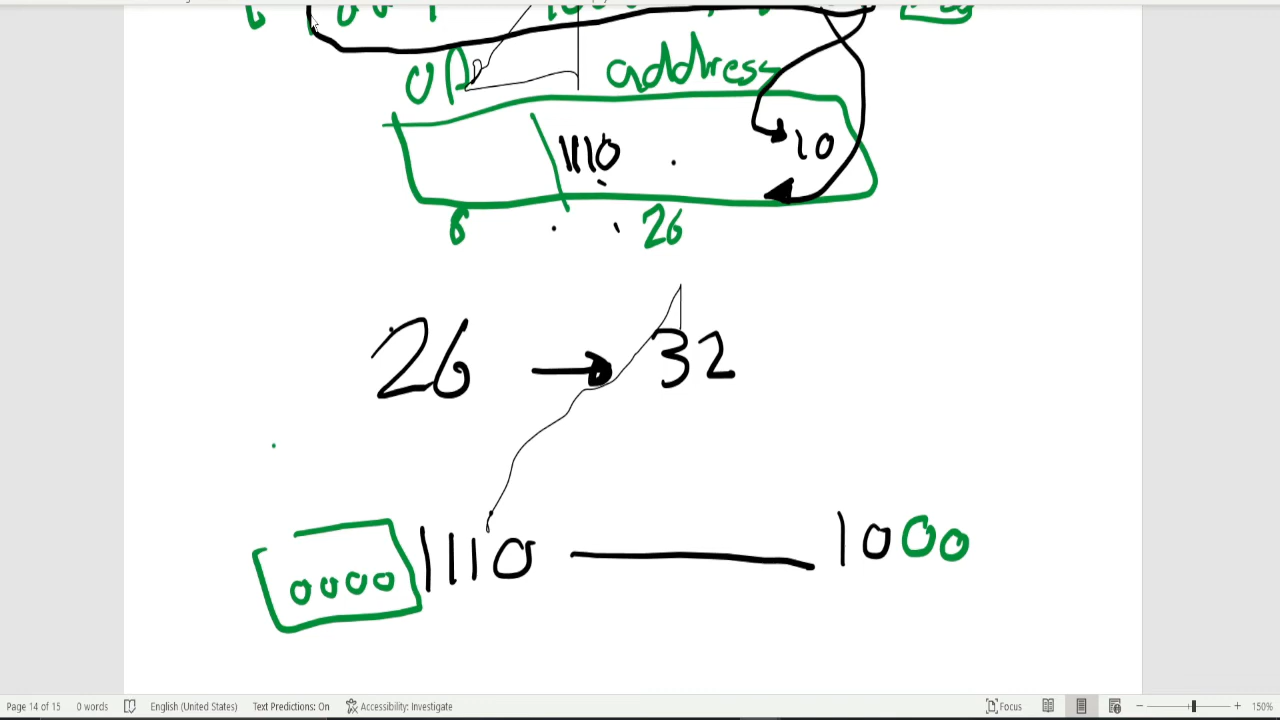 OP address
1110 10
6 26
26 → 32
0000 1110 1000
Page 14 of 15 0 words English (United States) Text Predictions: On Accessibility: Investigate Focus 150%